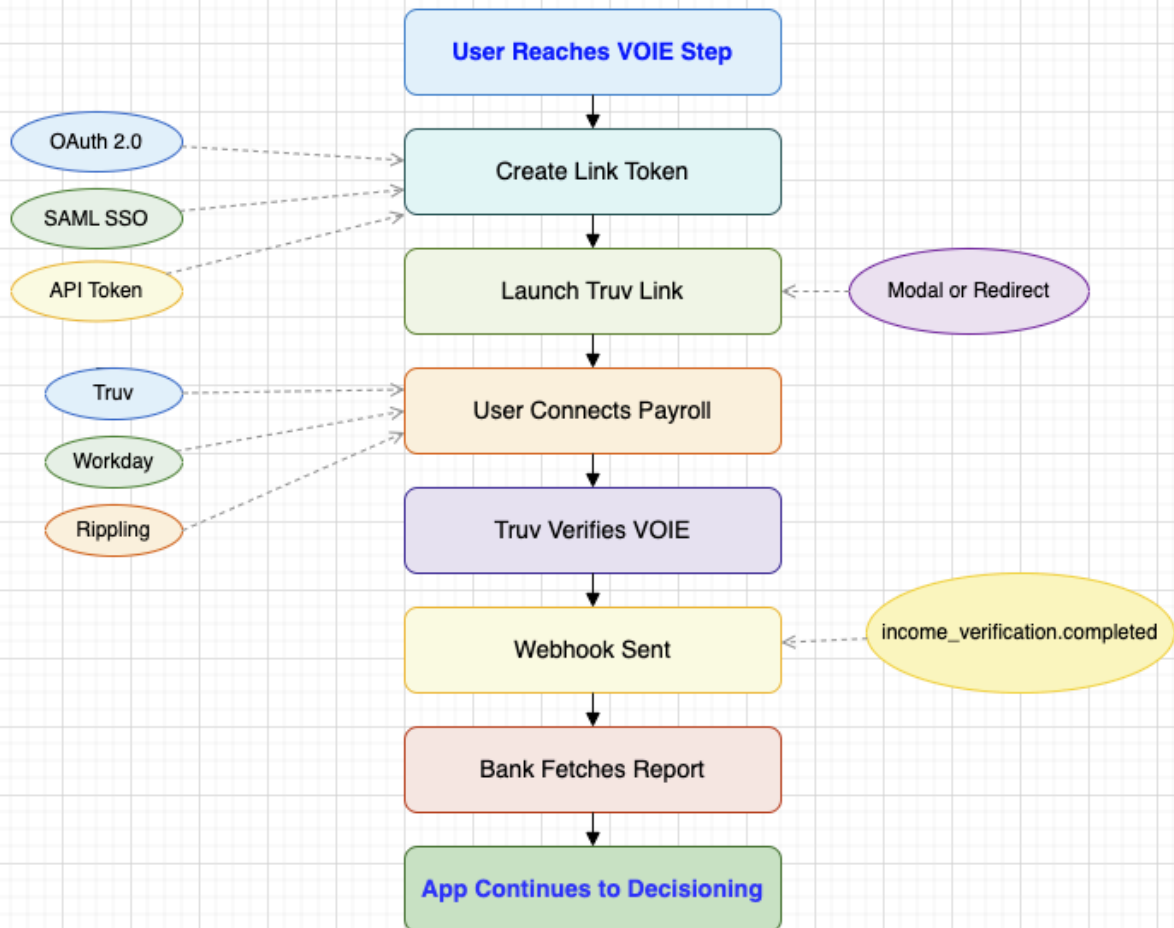 User Reaches VOIE Step
OAuth 2.0
Create Link Token
SAML SSO
API Token
Launch Truv Link
Modal or Redirect
Truv
User Connects Payroll
Workday
Rippling
Truv Verifies VOIE
income_verification.completed
Webhook Sent
Bank Fetches Report
App Continues to Decisioning